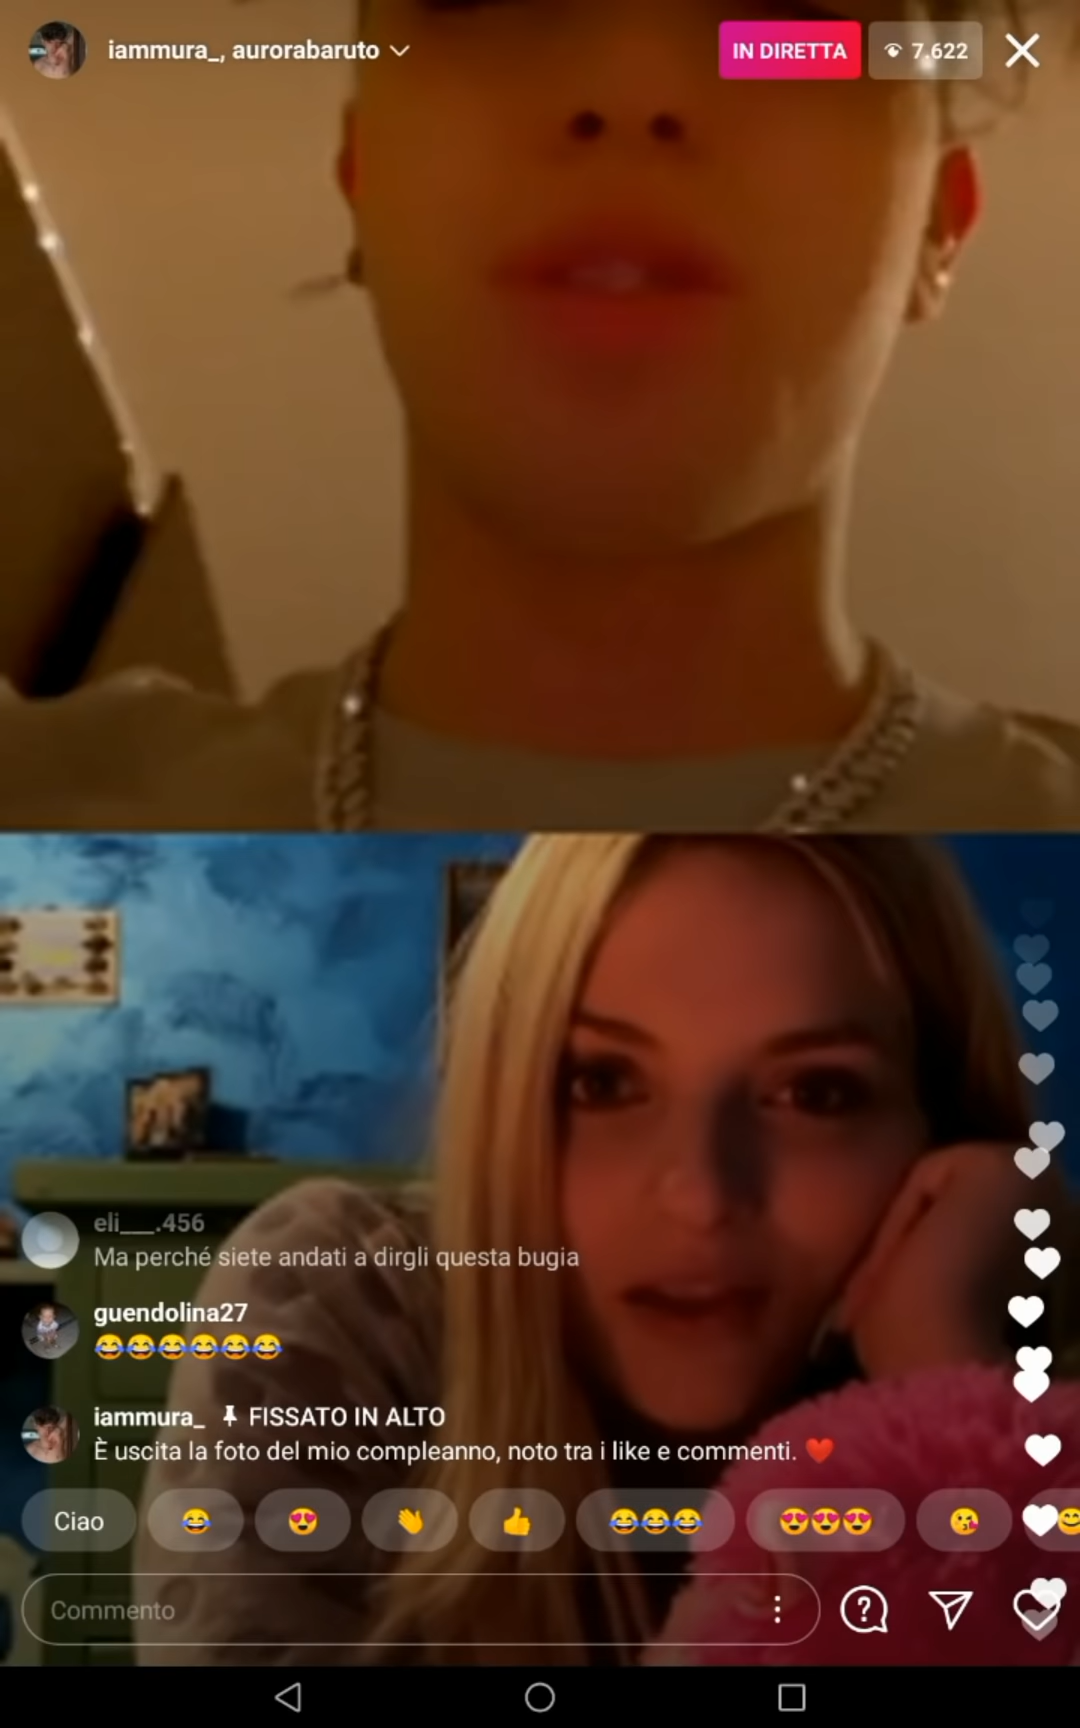 iammura_, aurorabaruto
IN DIRETTA
7.622
eli___.456
Ma perché siete andati a dirgli questa bugia
guendolina27
😂😂😂😂😂😂
iammura_ 📌 FISSATO IN ALTO
È uscita la foto del mio compleanno, noto tra i like e commenti. ❤️
Ciao 😂 😍 👋 👍 😂😂😂 😍😍😍 😘 😊
Commento